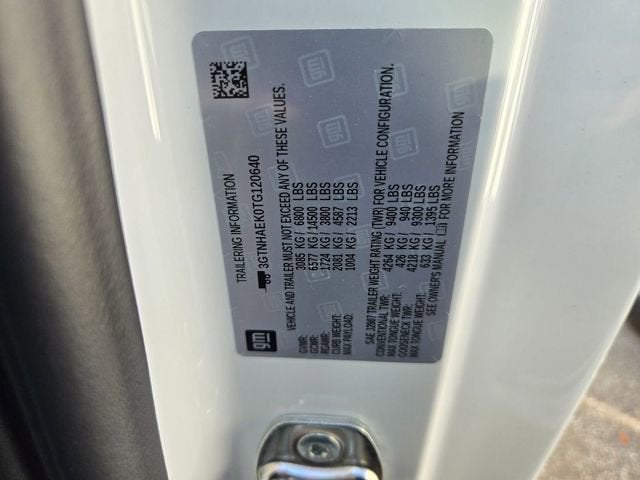 TRAILERING INFORMATION
3GTNHAEK0TG120640
VEHICLE AND TRAILER MUST NOT EXCEED ANY OF THESE VALUES.
GVWR: 3085 KG/ 6800 LBS
GCWR: 6577 KG/ 14500 LBS
RGAWR: 1724 KG/ 3800 LBS
CURB WEIGHT: 2081 KG/ 4587 LBS
MAX PAYLOAD: 1004 KG/ 2213 LBS
SAE J2807 TRAILER WEIGHT RATING (TWR) FOR VEHICLE CONFIGURATION.
CONVENTIONAL TWR: 4264 KG/ 9400 LBS
MAX TONGUE WEIGHT: 426 KG/ 940 LBS
GOOSENECK TWR: 4218 KG/ 9300 LBS
MAX TONGUE WEIGHT: 633 KG/ 1395 LBS
SEE OWNER'S MANUAL FOR MORE INFORMATION
gm
gm
gm
gm